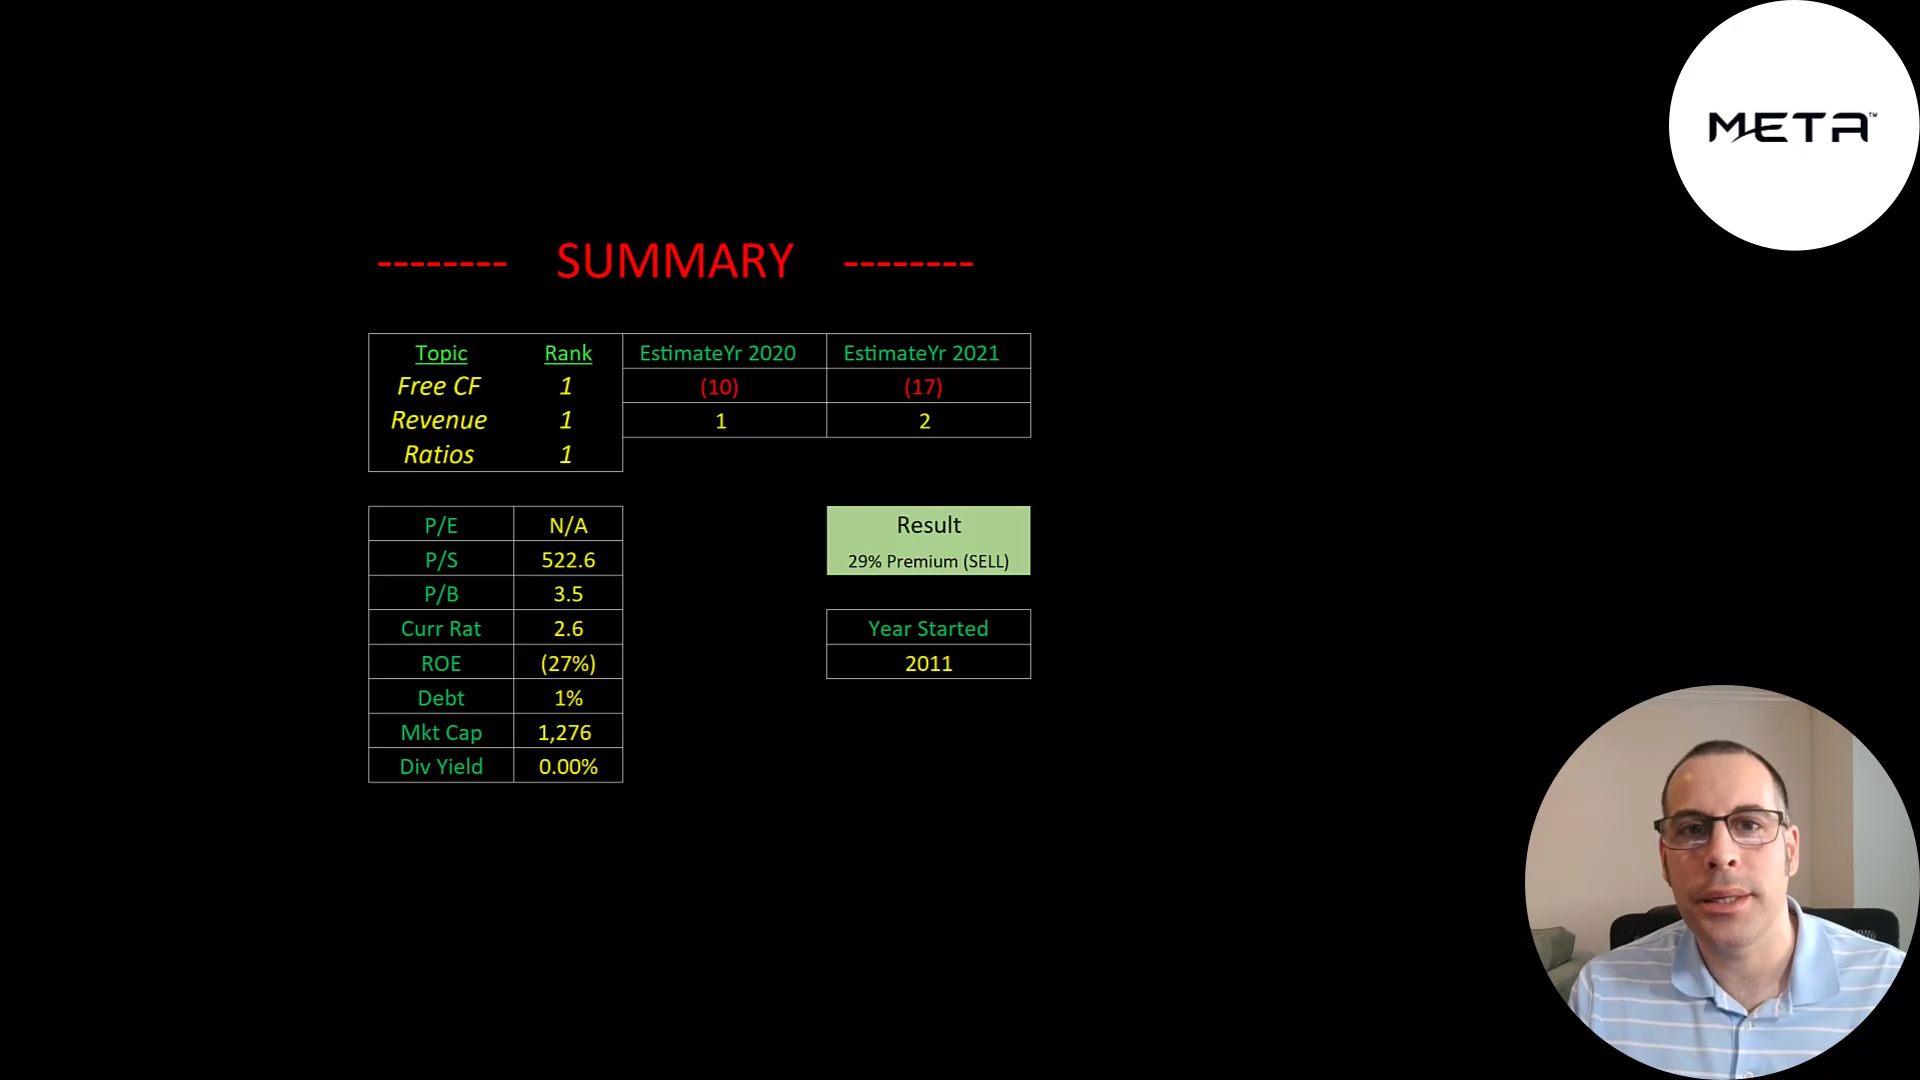 META™
-------- SUMMARY --------
Topic Rank EstimateYr 2020 EstimateYr 2021
Free CF 1 (10) (17)
Revenue 1 1 2
Ratios 1
P/E N/A Result
P/S 522.6 29% Premium (SELL)
P/B 3.5
Curr Rat 2.6 Year Started
ROE (27%) 2011
Debt 1%
Mkt Cap 1,276
Div Yield 0.00%